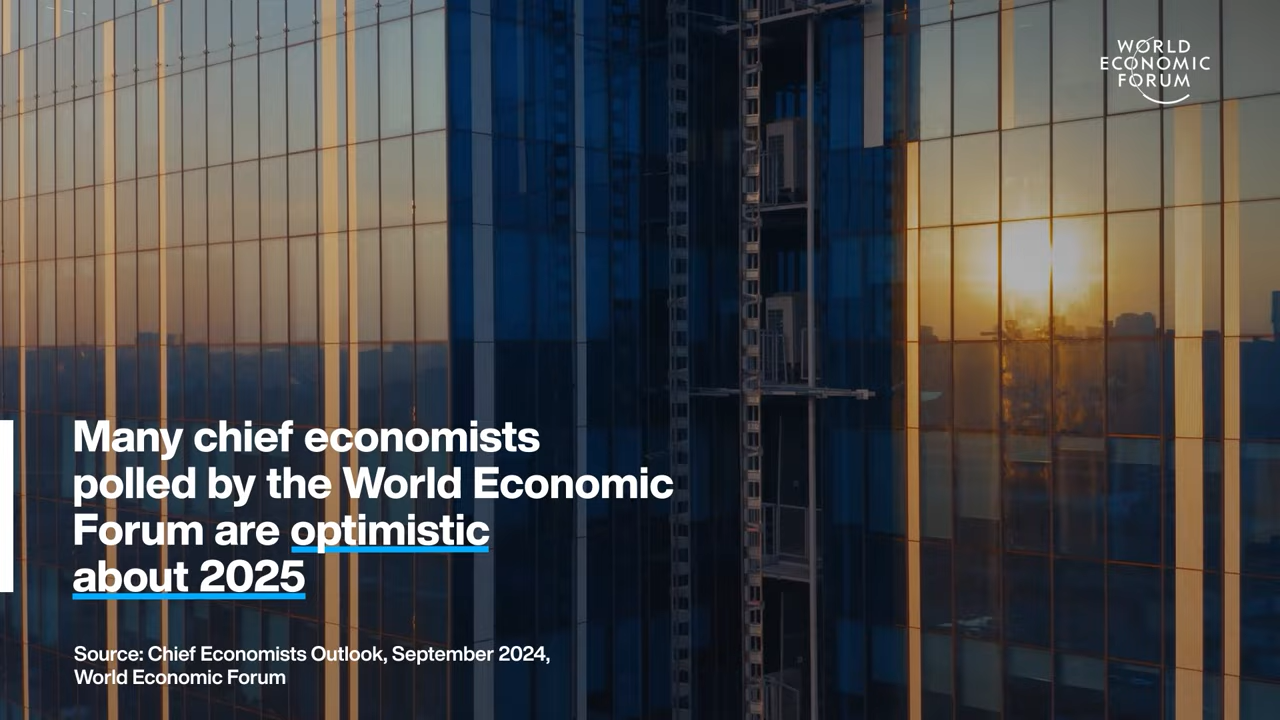 WORLD
ECONOMIC
FORUM
Many chief economists
polled by the World Economic
Forum are optimistic
about 2025
Source: Chief Economists Outlook, September 2024,
World Economic Forum